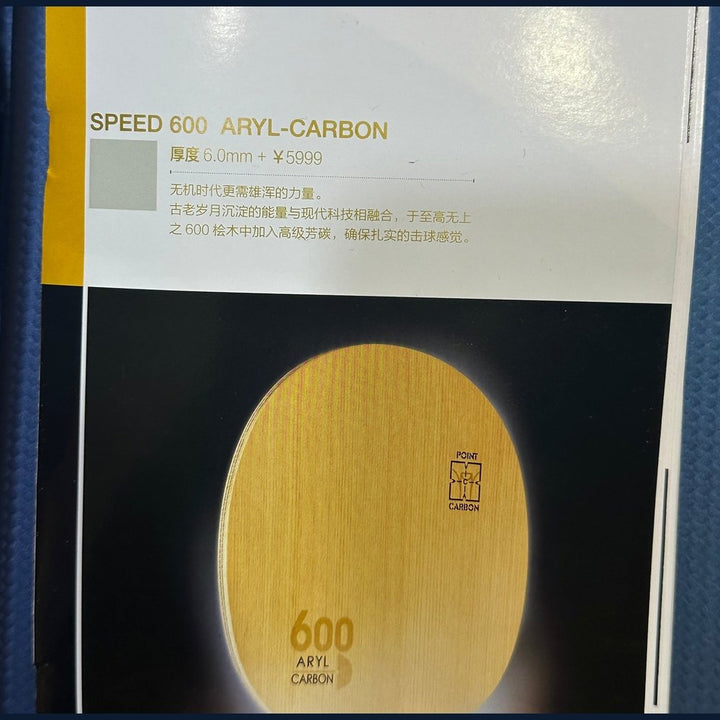 SPEED 600 ARYL-CARBON
厚度 6.0mm + ¥5999
无机时代更需雄浑的力量。
古老岁月沉淀的能量与现代科技相融合，于至高无上
之 600 桧木中加入高级芳碳，确保扎实的击球感觉。
POINT
CARBON
600
ARYL
CARBON